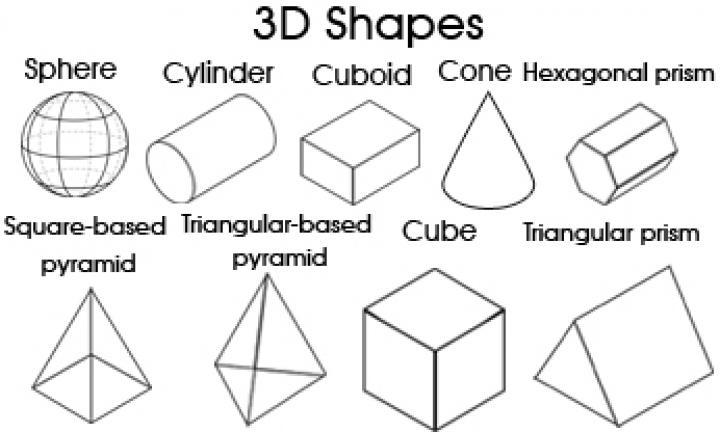 3D Shapes
Sphere
Cylinder
Cuboid
Cone
Hexagonal prism
Square-based
pyramid
Triangular-based
pyramid
Cube
Triangular prism